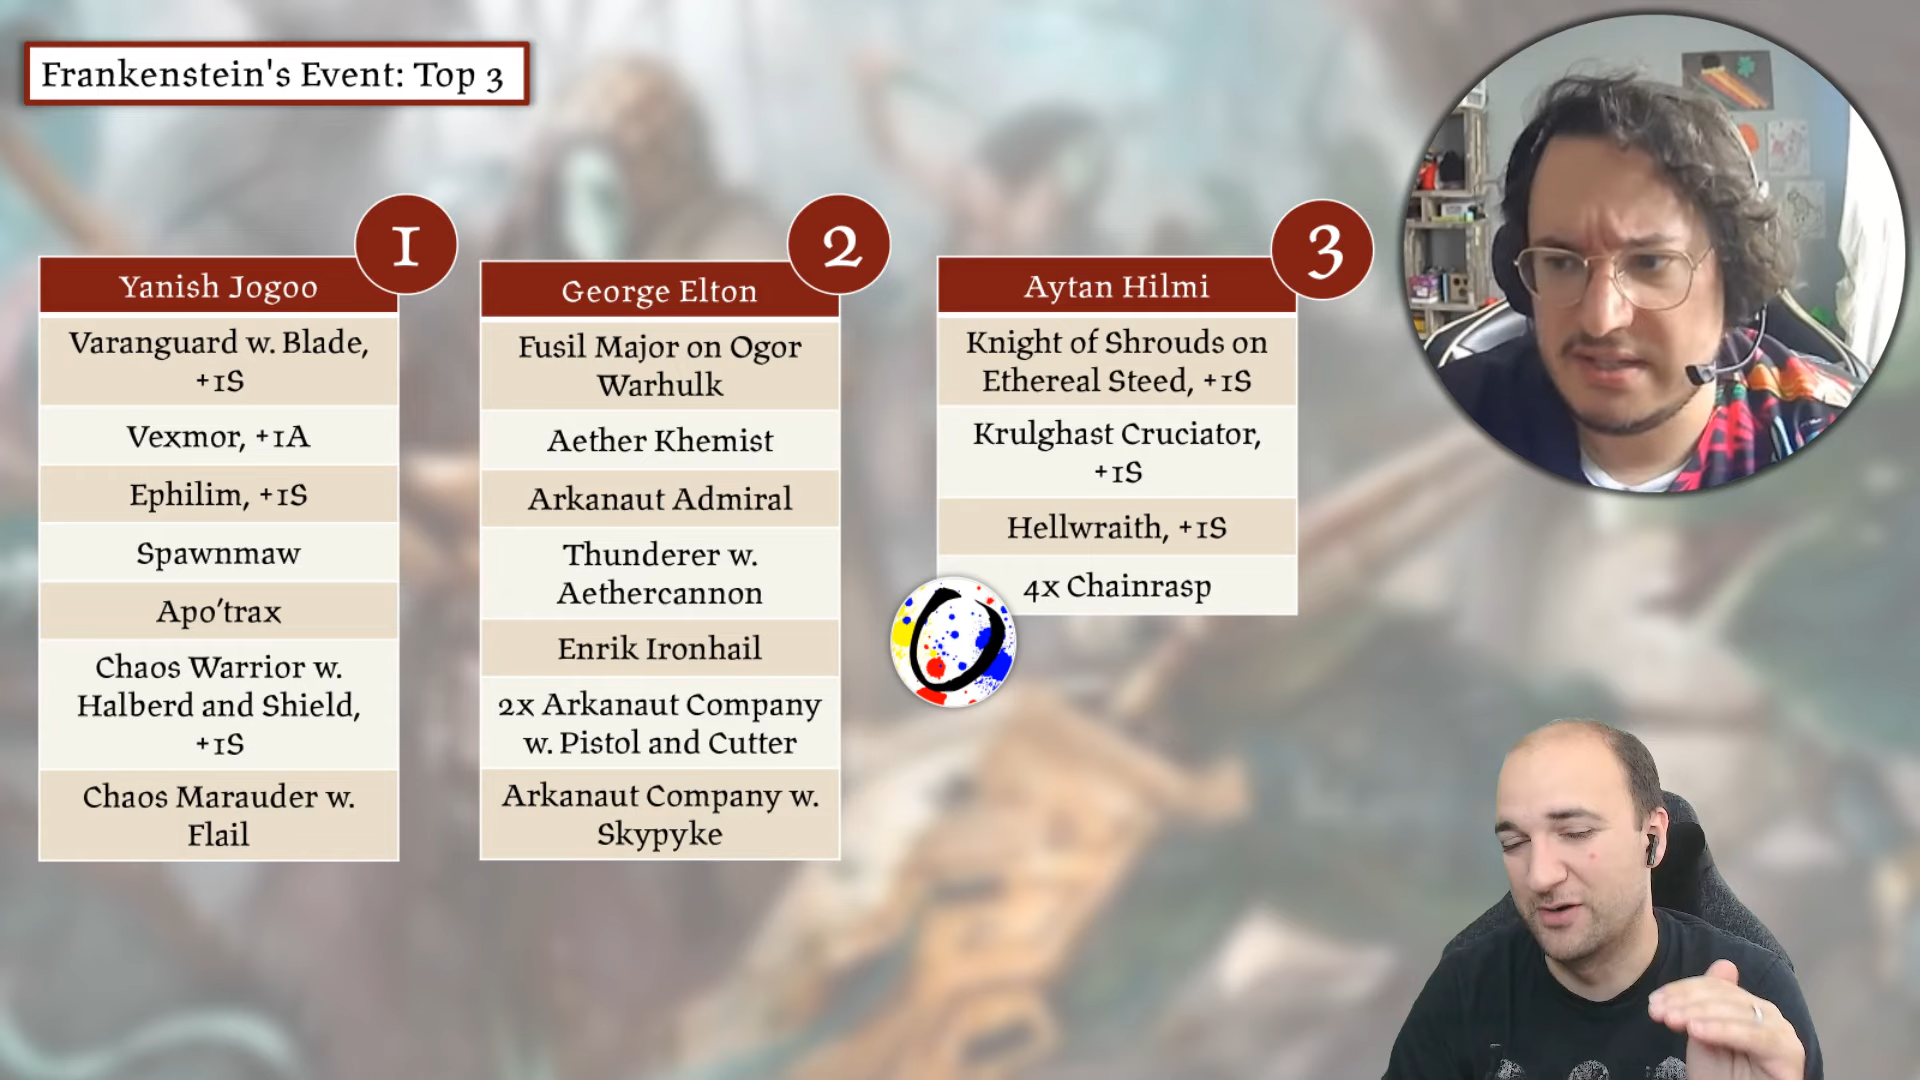 Frankenstein's Event: Top 3
1
Yanish Jogoo
Varanguard w. Blade,
+1S
Vexmor, +1A
Ephilim, +1S
Spawnmaw
Apo'trax
Chaos Warrior w.
Halberd and Shield,
+1S
Chaos Marauder w.
Flail
2
George Elton
Fusil Major on Ogor
Warhulk
Aether Khemist
Arkanaut Admiral
Thunderer w.
Aethercannon
Enrik Ironhail
2x Arkanaut Company
w. Pistol and Cutter
Arkanaut Company w.
Skypyke
3
Aytan Hilmi
Knight of Shrouds on
Ethereal Steed, +1S
Krulghast Cruciator,
+1S
Hellwraith, +1S
4x Chainrasp